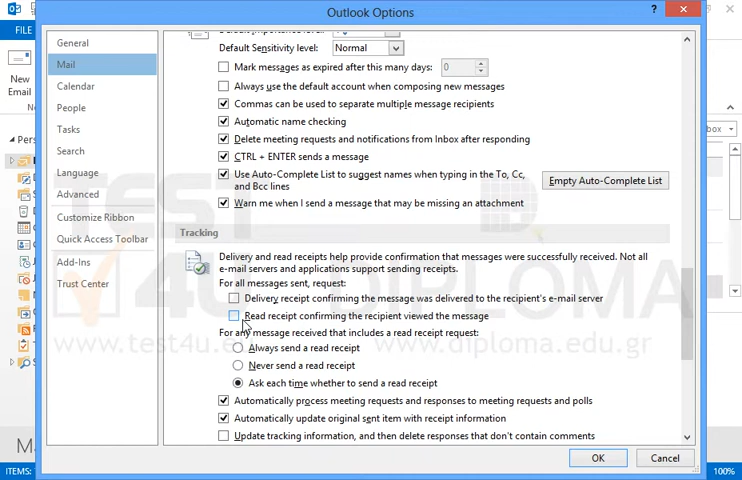 Outlook Options
?
FILE
New
Email
General
Mail
Calendar
People
Tasks
Search
Language
Advanced
Customize Ribbon
Quick Access Toolbar
Add-Ins
Trust Center
Default Sensitivity level: Normal
Mark messages as expired after this many days: 0
Always use the default account when composing new messages
Commas can be used to separate multiple message recipients
Automatic name checking
Delete meeting requests and notifications from Inbox after responding
CTRL + ENTER sends a message
Use Auto-Complete List to suggest names when typing in the To, Cc,
and Bcc lines
Empty Auto-Complete List
Warn me when I send a message that may be missing an attachment
Tracking
Delivery and read receipts help provide confirmation that messages were successfully received. Not all
e-mail servers and applications support sending receipts.
For all messages sent, request:
Delivery receipt confirming the message was delivered to the recipient's e-mail server
Read receipt confirming the recipient viewed the message
For any message received that includes a read receipt request:
Always send a read receipt
Never send a read receipt
Ask each time whether to send a read receipt
Automatically process meeting requests and responses to meeting requests and polls
Automatically update original sent item with receipt information
Update tracking information, and then delete responses that don't contain comments
OK
Cancel
ITEMS:
100%
TEST
4U
DIPLOMA
www.test4u.e
www.diploma.edu.gr